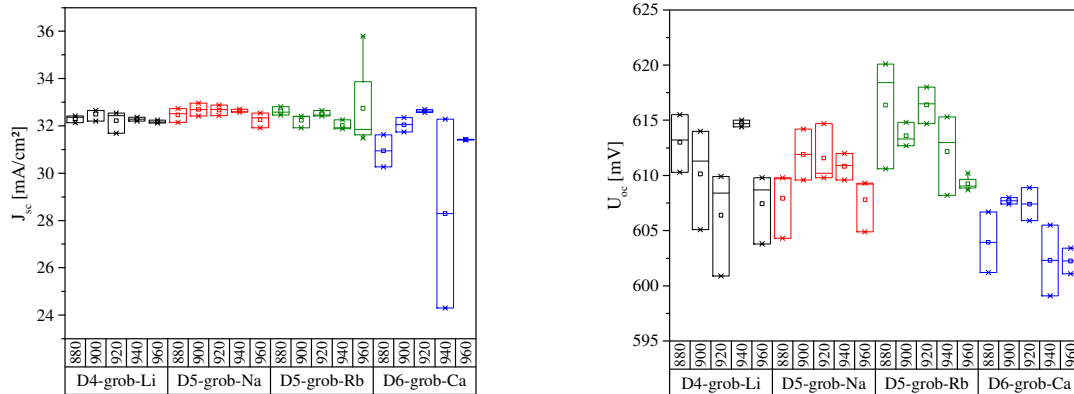 36
34
32
30
28
26
24
J_sc [mA/cm²]
880 900 920 940 960 880 900 920 940 960 880 900 920 940 960 880 900 920 940 960
D4-grob-Li D5-grob-Na D5-grob-Rb D6-grob-Ca
625
620
615
610
605
600
595
U_oc [mV]
880 900 920 940 960 880 900 920 940 960 880 900 920 940 960 880 900 920 940 960
D4-grob-Li D5-grob-Na D5-grob-Rb D6-grob-Ca